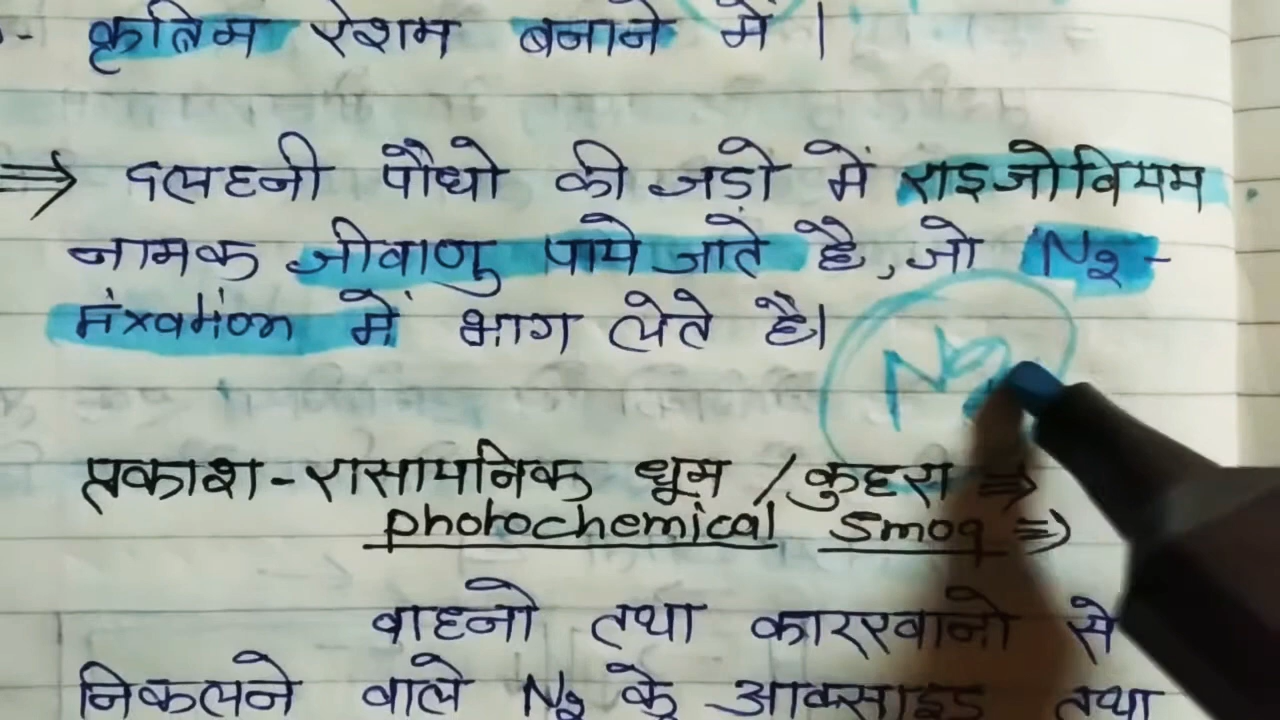 - कृतिम रेशम बनाने में |
⇒ दलहनी पौधो की जड़ो में राइजोवियम
नामक जीवाणु पाये जाते है, जो N2-
fixation में भाग लेते है।
N2
प्रकाश-रासायनिक धूम / कुहरा ⇒
photochemical smog ⇒
वाहनो तथा कारखानो से
निकलने वाले N2 के आक्साइड तथा